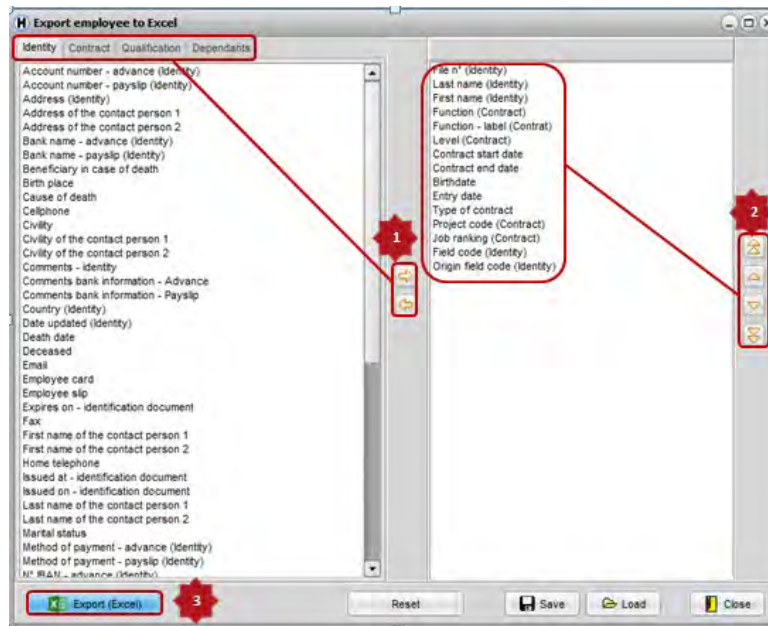 Export employee to Excel
Identity Contract Qualification Dependants
Account number - advance (Identity)
Account number - payslip (Identity)
Address (Identity)
Address of the contact person 1
Address of the contact person 2
Bank name - advance (Identity)
Bank name - payslip (Identity)
Beneficiary in case of death
Birth place
Cause of death
Cellphone
Civility
Civility of the contact person 1
Civility of the contact person 2
Comments - identity
Comments bank information - Advance
Comments bank information - Payslip
Country (Identity)
Date updated (Identity)
Death date
Deceased
Email
Employee card
Employee slip
Expires on - identification document
Fax
First name of the contact person 1
First name of the contact person 2
Home telephone
Issued at - identification document
Issued on - identification document
Last name of the contact person 1
Last name of the contact person 2
Marital status
Method of payment - advance (Identity)
Method of payment - payslip (Identity)
N° IBAN - advance (Identity)
1
File n° (Identity)
Last name (Identity)
First name (Identity)
Function (Contract)
Function - label (Contrat)
Level (Contract)
Contract start date
Contract end date
Birthdate
Entry date
Type of contract
Project code (Contract)
Job ranking (Contract)
Field code (Identity)
Origin field code (Identity)
2
Export (Excel)
3
Reset
Save
Load
Close